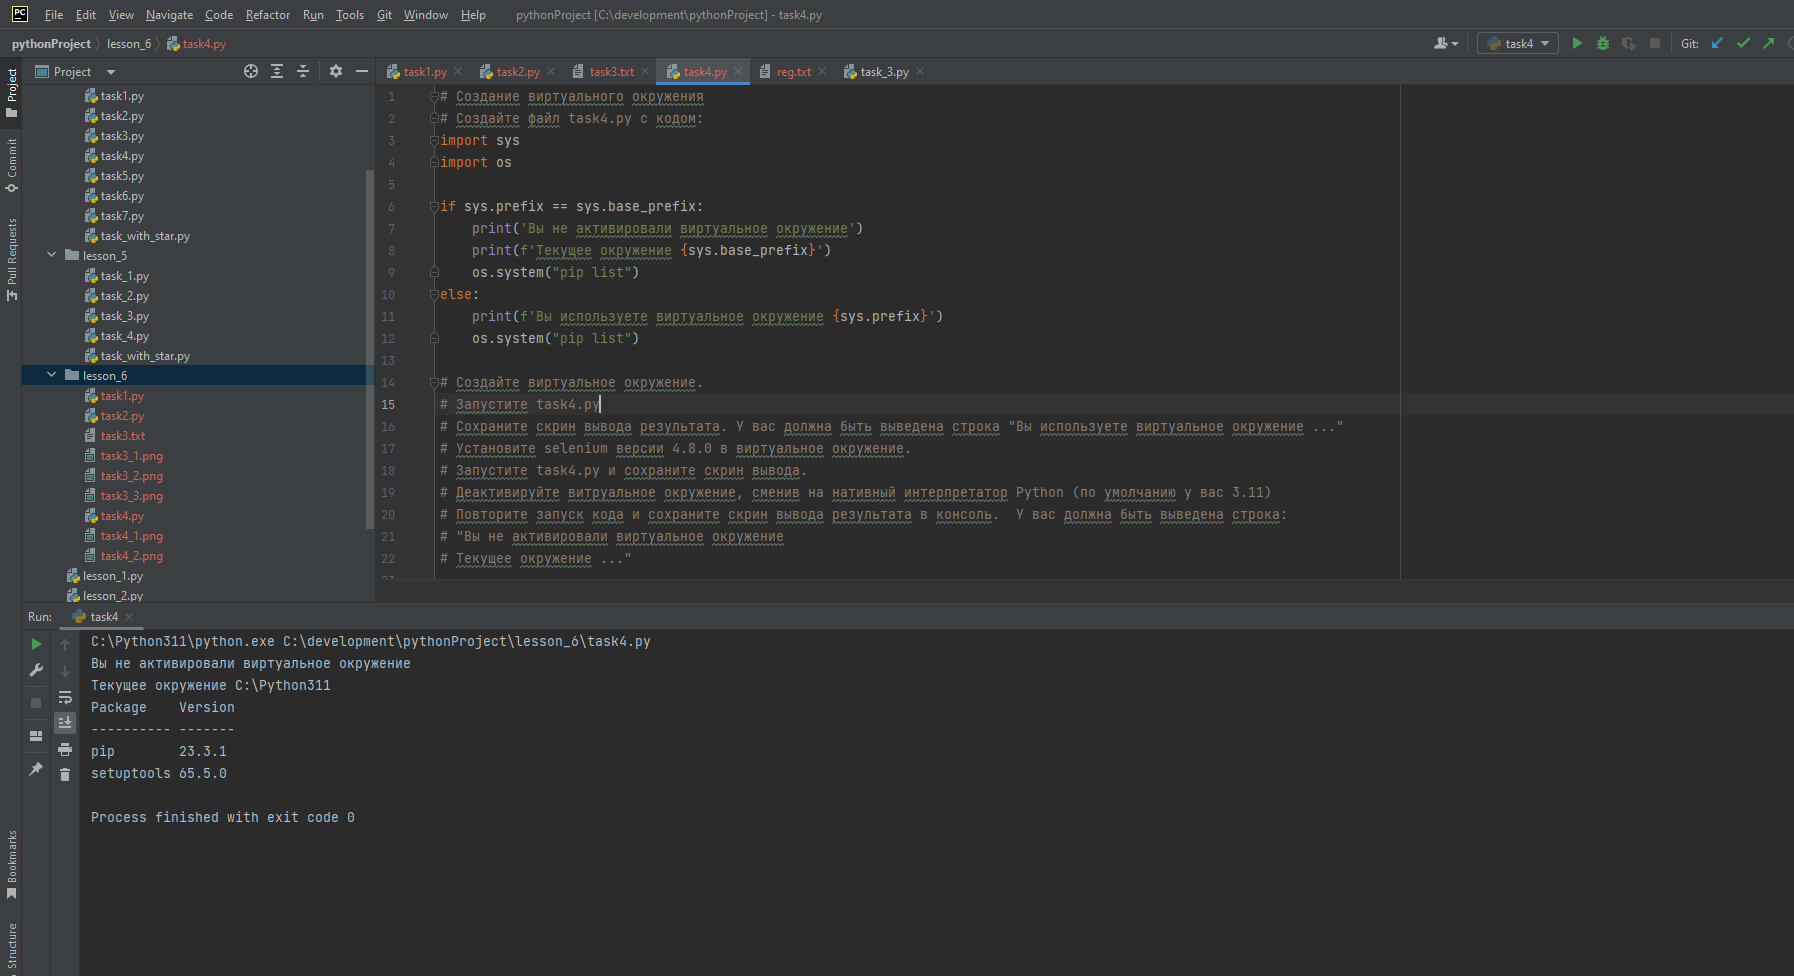 PC File Edit View Navigate Code Refactor Run Tools Git Window Help pythonProject [C:\development\pythonProject] - task4.py
pythonProject lesson_6 task4.py task4 Git:
Project task1.py task2.py task3.txt task4.py reg.txt task_3.py
Project
Commit
Pull Requests
Bookmarks
Structure
task1.py
task2.py
task3.py
task4.py
task5.py
task6.py
task7.py
task_with_star.py
lesson_5
task_1.py
task_2.py
task_3.py
task_4.py
task_with_star.py
lesson_6
task1.py
task2.py
task3.txt
task3_1.png
task3_2.png
task3_3.png
task4.py
task4_1.png
task4_2.png
lesson_1.py
lesson_2.py
1 # Создание виртуального окружения
2 # Создайте файл task4.py с кодом:
3 import sys
4 import os
5
6 if sys.prefix == sys.base_prefix:
7 print('Вы не активировали виртуальное окружение')
8 print(f'Текущее окружение {sys.base_prefix}')
9 os.system("pip list")
10 else:
11 print(f'Вы используете виртуальное окружение {sys.prefix}')
12 os.system("pip list")
13
14 # Создайте виртуальное окружение.
15 # Запустите task4.py
16 # Сохраните скрин вывода результата. У вас должна быть выведена строка "Вы используете виртуальное окружение ..."
17 # Установите selenium версии 4.8.0 в виртуальное окружение.
18 # Запустите task4.py и сохраните скрин вывода.
19 # Деактивируйте витруальное окружение, сменив на нативный интерпретатор Python (по умолчанию у вас 3.11)
20 # Повторите запуск кода и сохраните скрин вывода результата в консоль.  У вас должна быть выведена строка:
21 # "Вы не активировали виртуальное окружение
22 # Текущее окружение ..."
Run: task4
C:\Python311\python.exe C:\development\pythonProject\lesson_6\task4.py
Вы не активировали виртуальное окружение
Текущее окружение C:\Python311
Package    Version
---------- -------
pip        23.3.1
setuptools 65.5.0
Process finished with exit code 0